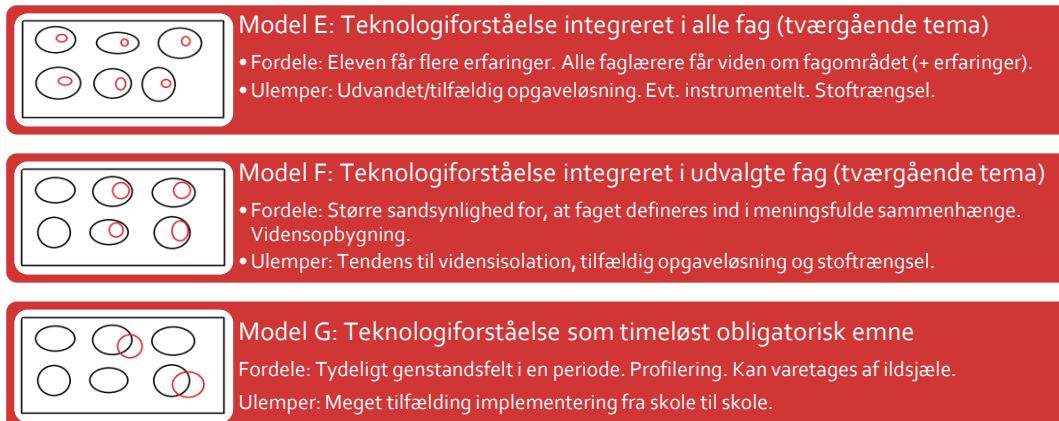 Model E: Teknologiforståelse integreret i alle fag (tværgående tema)
• Fordele: Eleven får flere erfaringer. Alle faglærere får viden om fagområdet (+ erfaringer).
• Ulemper: Udvandet/tilfældig opgaveløsning. Evt. instrumentelt. Stoftrængsel.
Model F: Teknologiforståelse integreret i udvalgte fag (tværgående tema)
• Fordele: Større sandsynlighed for, at faget defineres ind i meningsfulde sammenhænge.
Vidensopbygning.
• Ulemper: Tendens til vidensisolation, tilfældig opgaveløsning og stoftrængsel.
Model G: Teknologiforståelse som timeløst obligatorisk emne
Fordele: Tydeligt genstandsfelt i en periode. Profilering. Kan varetages af ildsjæle.
Ulemper: Meget tilfælding implementering fra skole til skole.